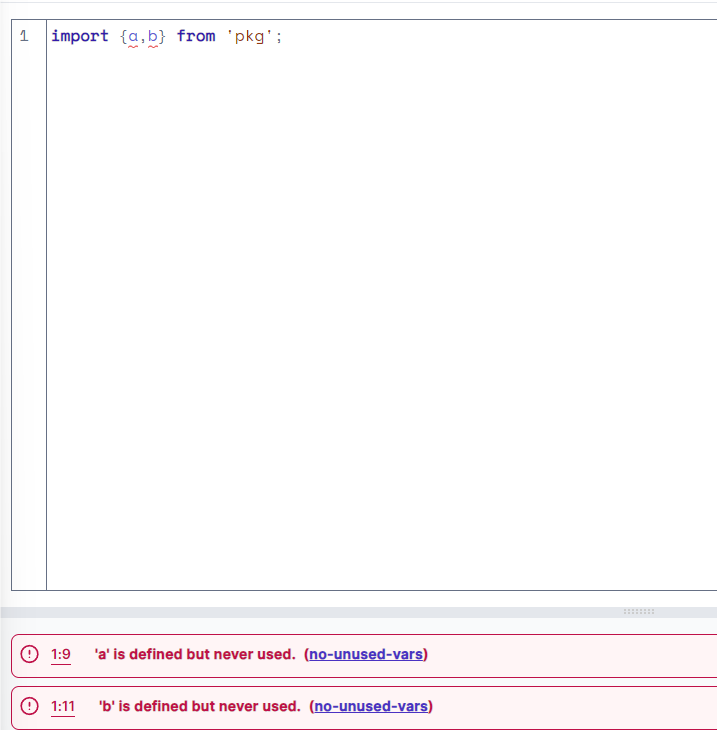 1 import {a,b} from 'pkg';
1:9 'a' is defined but never used. (no-unused-vars)
1:11 'b' is defined but never used. (no-unused-vars)